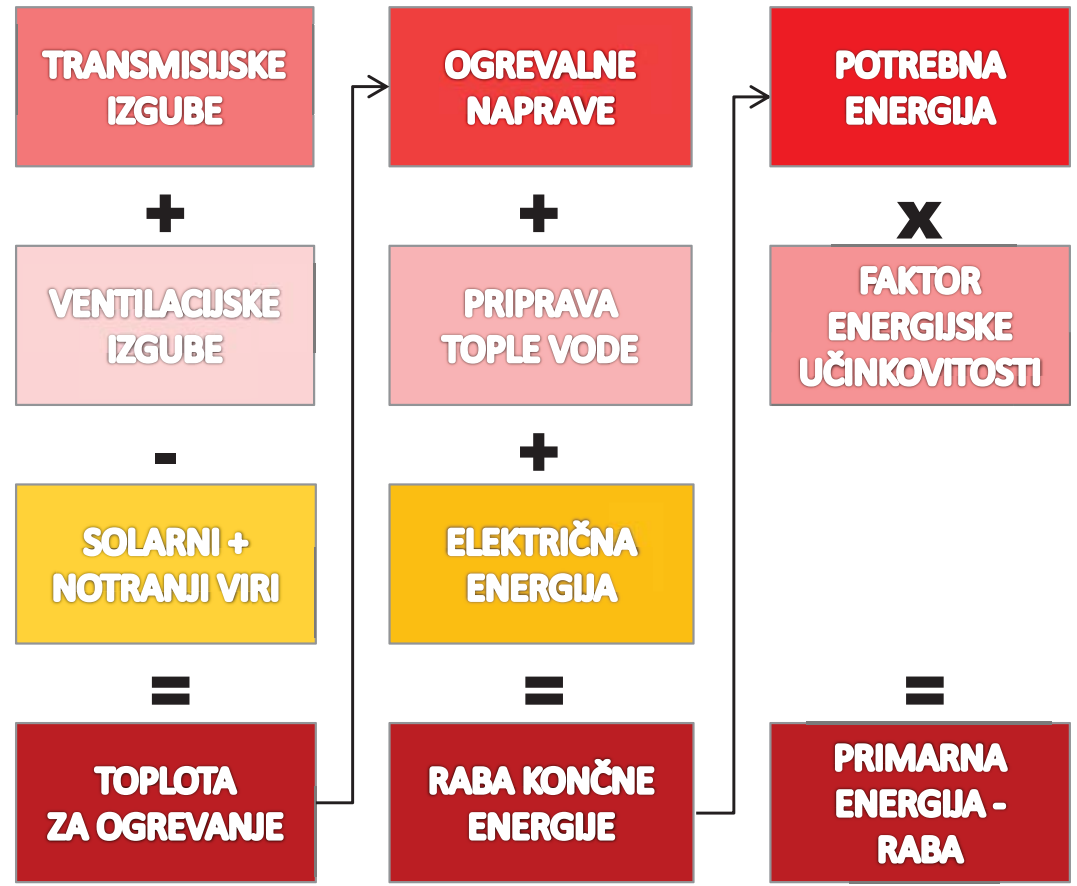 TRANSMISIJSKE
IZGUBE
+
VENTILACIJSKE
IZGUBE
-
SOLARNI +
NOTRANJI VIRI
=
TOPLOTA
ZA OGREVANJE
OGREVALNE
NAPRAVE
+
PRIPRAVA
TOPLE VODE
+
ELEKTRIČNA
ENERGIJA
=
RABA KONČNE
ENERGIJE
POTREBNA
ENERGIJA
x
FAKTOR
ENERGIJSKE
UČINKOVITOSTI
=
PRIMARNA
ENERGIJA -
RABA